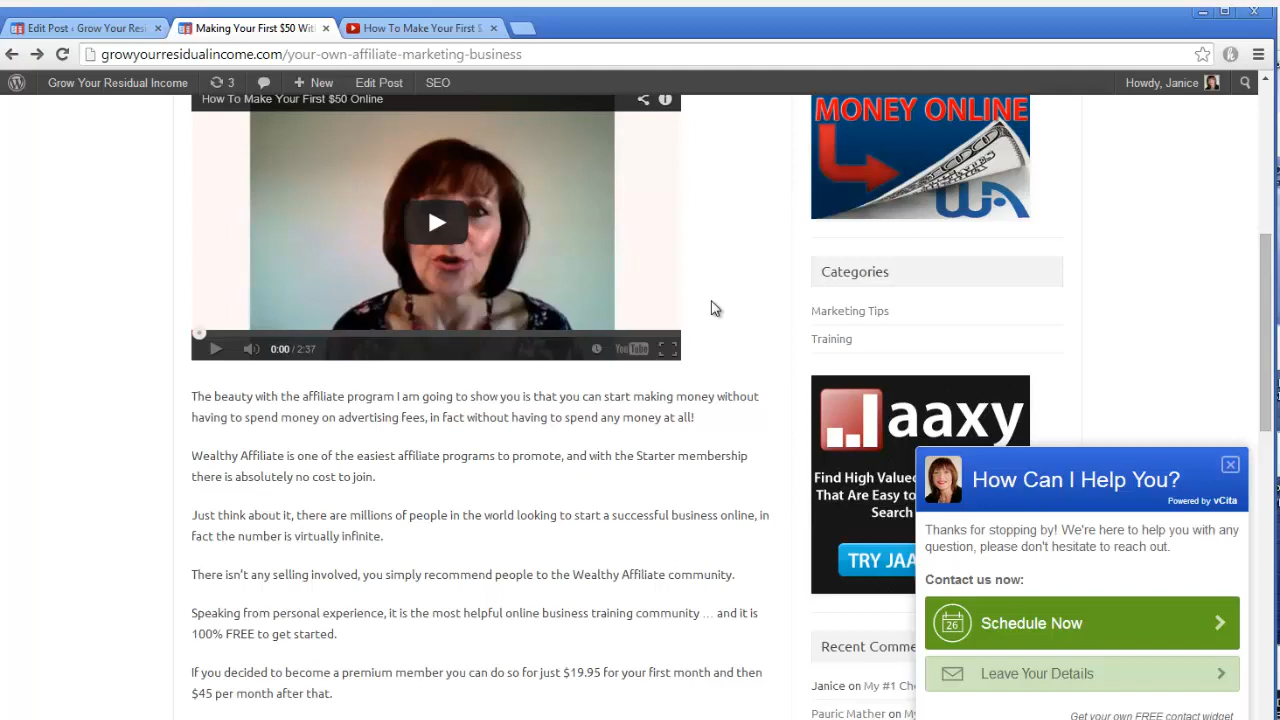 Edit Post ‹ Grow Your Resi
Making Your First $50 Wit
How To Make Your First $
growyourresidualincome.com/your-own-affiliate-marketing-business
Grow Your Residual Income
3
New
Edit Post
SEO
Howdy, Janice
How To Make Your First $50 Online
0:00 / 2:37
YouTube
The beauty with the affiliate program I am going to show you is that you can start making money without
having to spend money on advertising fees, in fact without having to spend any money at all!
Wealthy Affiliate is one of the easiest affiliate programs to promote, and with the Starter membership
there is absolutely no cost to join.
Just think about it, there are millions of people in the world looking to start a successful business online, in
fact the number is virtually infinite.
There isn't any selling involved, you simply recommend people to the Wealthy Affiliate community.
Speaking from personal experience, it is the most helpful online business training community … and it is
100% FREE to get started.
If you decided to become a premium member you can do so for just $19.95 for your first month and then
$45 per month after that.
MONEY ONLINE
WA
Categories
Marketing Tips
Training
jaaxy
Find High Value
That Are Easy to
Search
TRY JAA
Recent Comme
Janice on My #1 Ch
Pauric Mather on My
How Can I Help You?
Powered by vCita
Thanks for stopping by! We're here to help you with any
question, please don't hesitate to reach out.
Contact us now:
26
Schedule Now
Leave Your Details
Get your own FREE contact widget